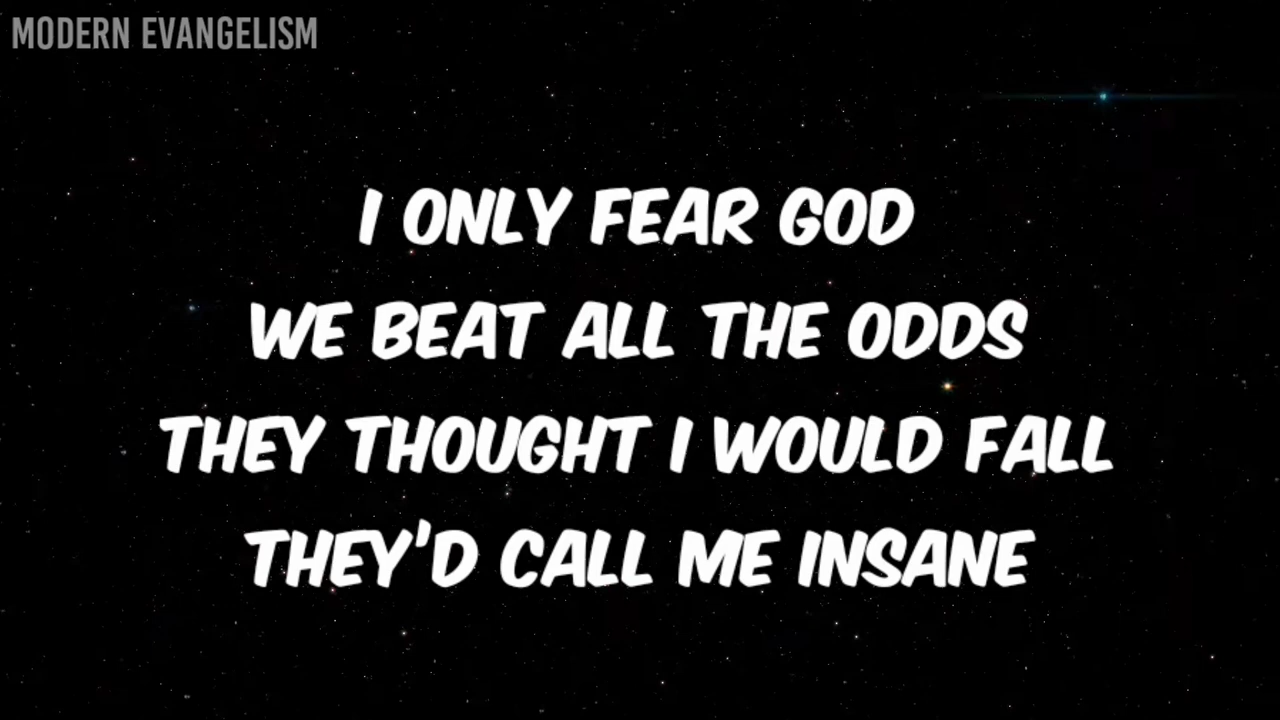 MODERN EVANGELISM
I ONLY FEAR GOD
WE BEAT ALL THE ODDS
THEY THOUGHT I WOULD FALL
THEY'D CALL ME INSANE